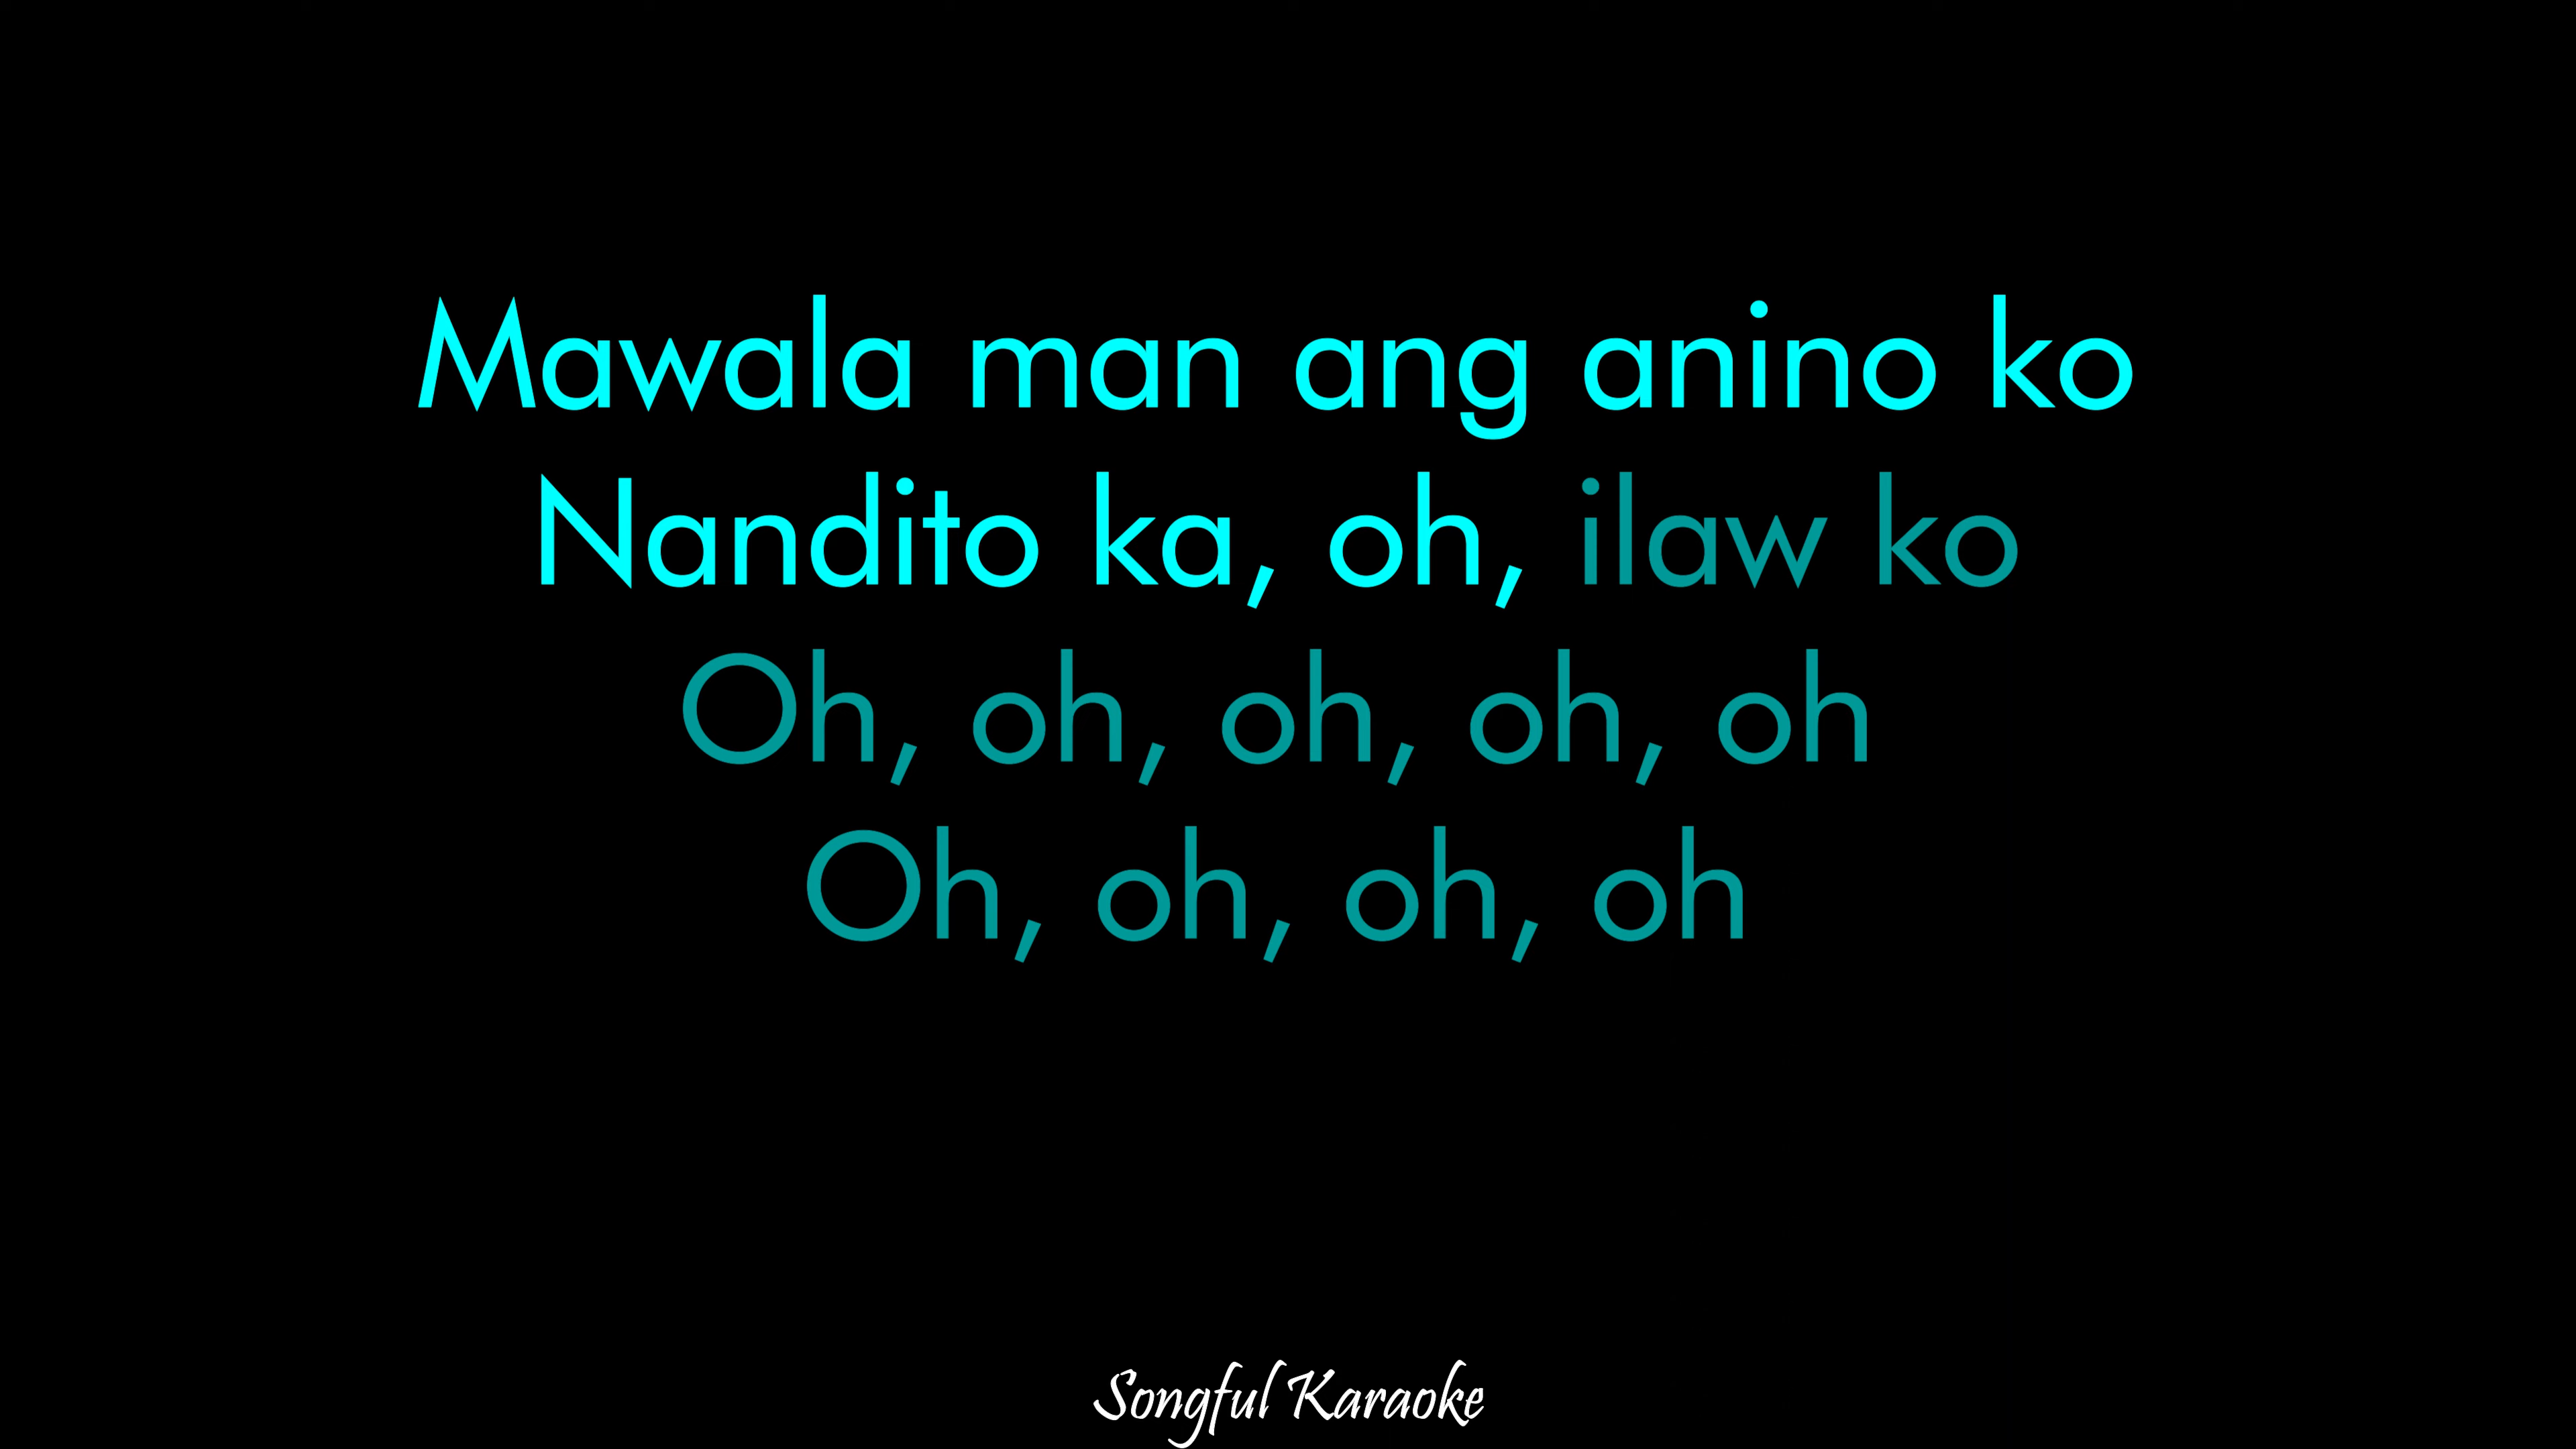 Mawala man ang anino ko
Nandito ka, oh, ilaw ko
Oh, oh, oh, oh, oh
Oh, oh, oh, oh
Songful Karaoke